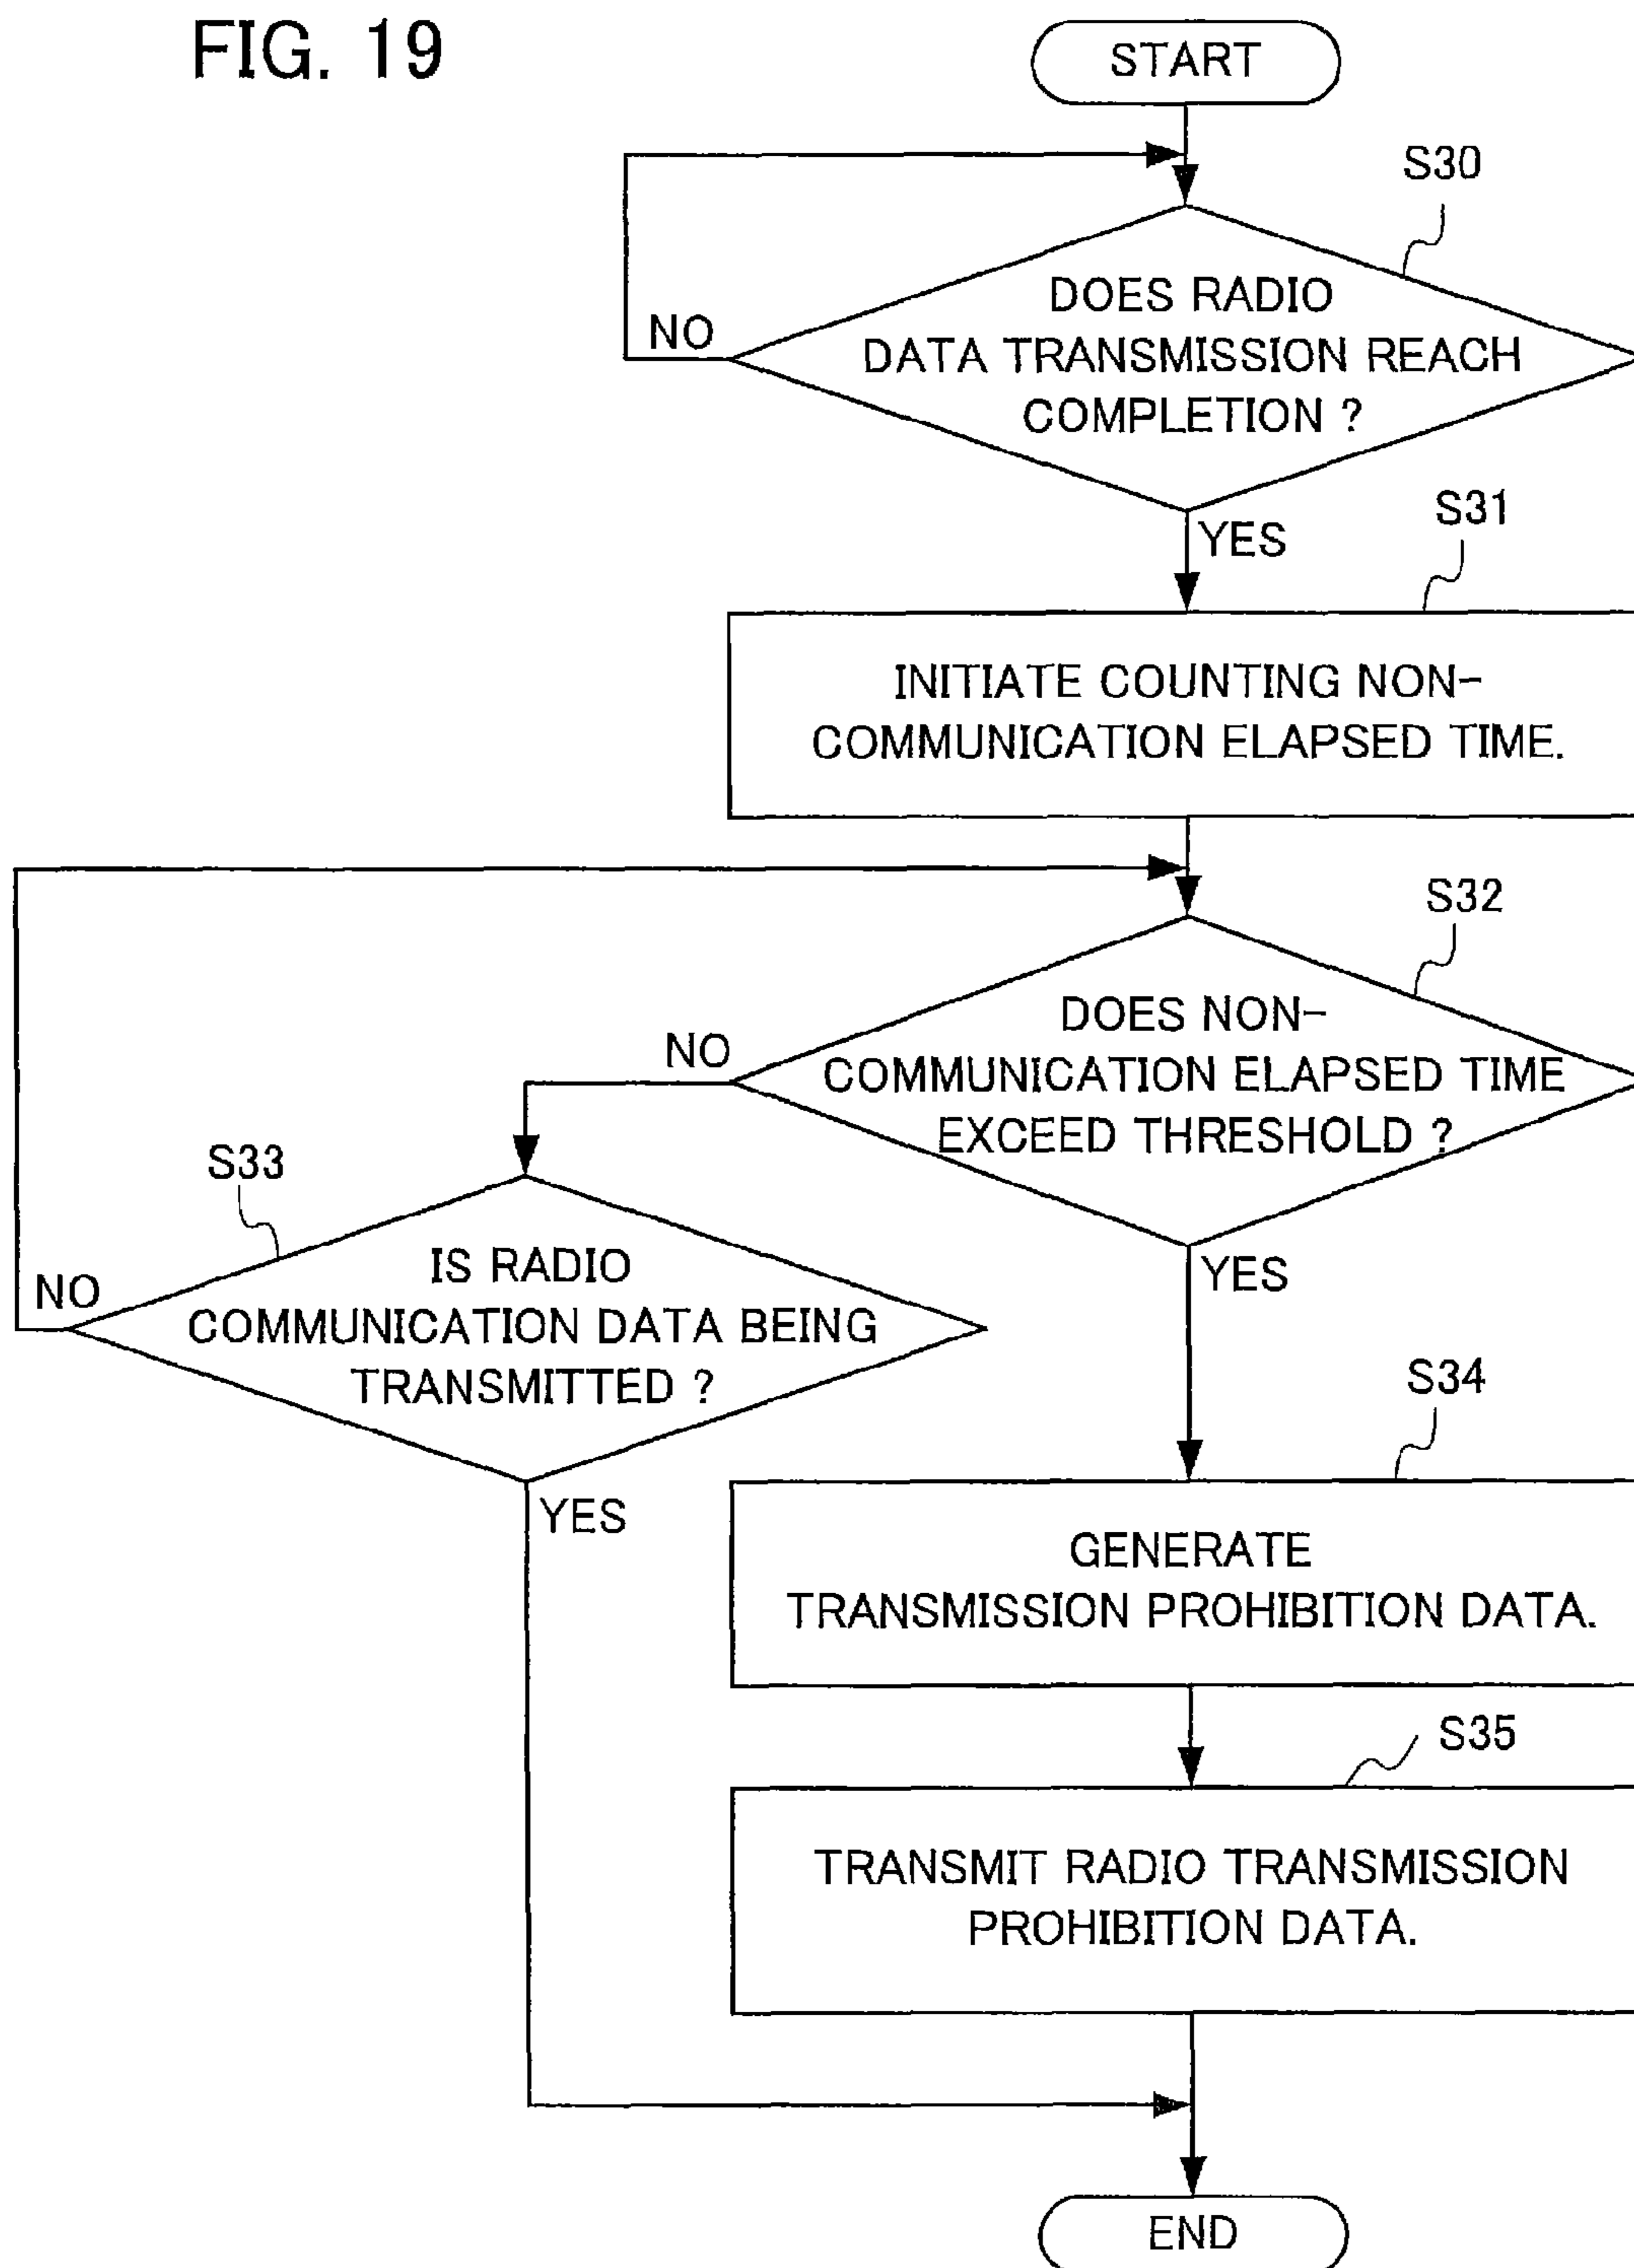 FIG. 19
START
S30
DOES RADIO
DATA TRANSMISSION REACH
COMPLETION ?
NO
YES
S31
INITIATE COUNTING NON-
COMMUNICATION ELAPSED TIME.
S32
DOES NON-
COMMUNICATION ELAPSED TIME
EXCEED THRESHOLD ?
NO
YES
S33
IS RADIO
COMMUNICATION DATA BEING
TRANSMITTED ?
NO
YES
S34
GENERATE
TRANSMISSION PROHIBITION DATA.
S35
TRANSMIT RADIO TRANSMISSION
PROHIBITION DATA.
END